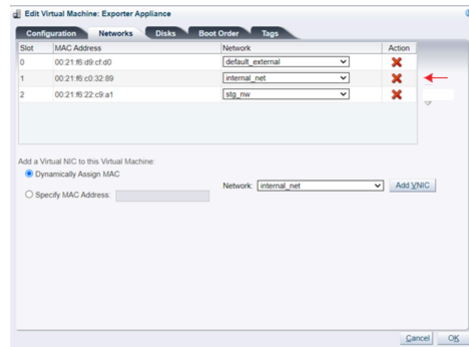 Edit Virtual Machine: Exporter Appliance
Configuration Networks Disks Boot Order Tags
Slot MAC Address Network Action
0 00:21:f6:d9:cf:d0 default_external
1 00:21:f6:c0:32:89 internal_net
2 00:21:f6:22:c9:a1 stg_nw
Add a Virtual NIC to this Virtual Machine:
Dynamically Assign MAC
Network: internal_net Add VNIC
Specify MAC Address:
Cancel OK